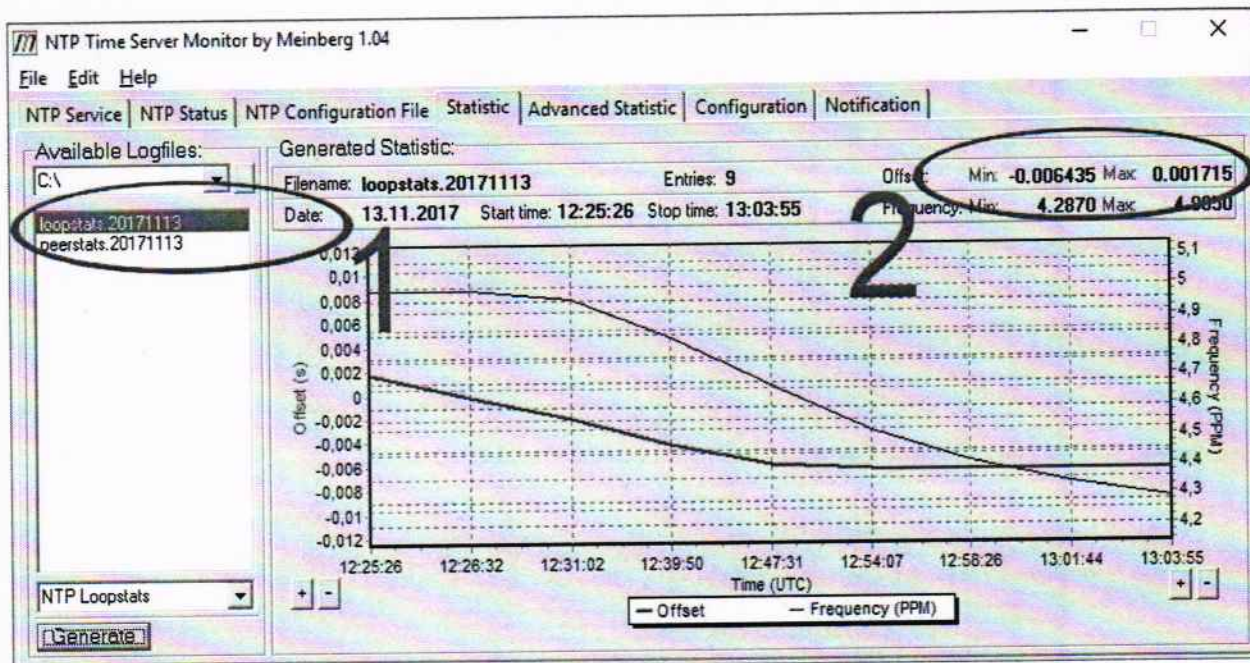 NTP Time Server Monitor by Meinberg 1.04
File Edit Help
NTP Service NTP Status NTP Configuration File Statistic Advanced Statistic Configuration Notification
Available Logfiles:
C:\
loopstats.20171113
peerstats.20171113
NTP Loopstats
Generate
Generated Statistic:
Filename: loopstats.20171113 Entries: 9 Offset: Min: -0.006435 Max: 0.001715
Date: 13.11.2017 Start time: 12:25:26 Stop time: 13:03:55 Frequency: Min: 4.2870 Max:
1
2
0,012
0,01
0,008
0,006
0,004
0,002
0
-0,002
-0,004
-0,006
-0,008
-0,01
-0,012
Offset (s)
5,1
5
4,9
4,8
4,7
4,6
4,5
4,4
4,3
4,2
Frequency (PPM)
12:25:26 12:26:32 12:31:02 12:39:50 12:47:31 12:54:07 12:58:26 13:01:44 13:03:55
Time (UTC)
+ -
+ -
Offset Frequency (PPM)